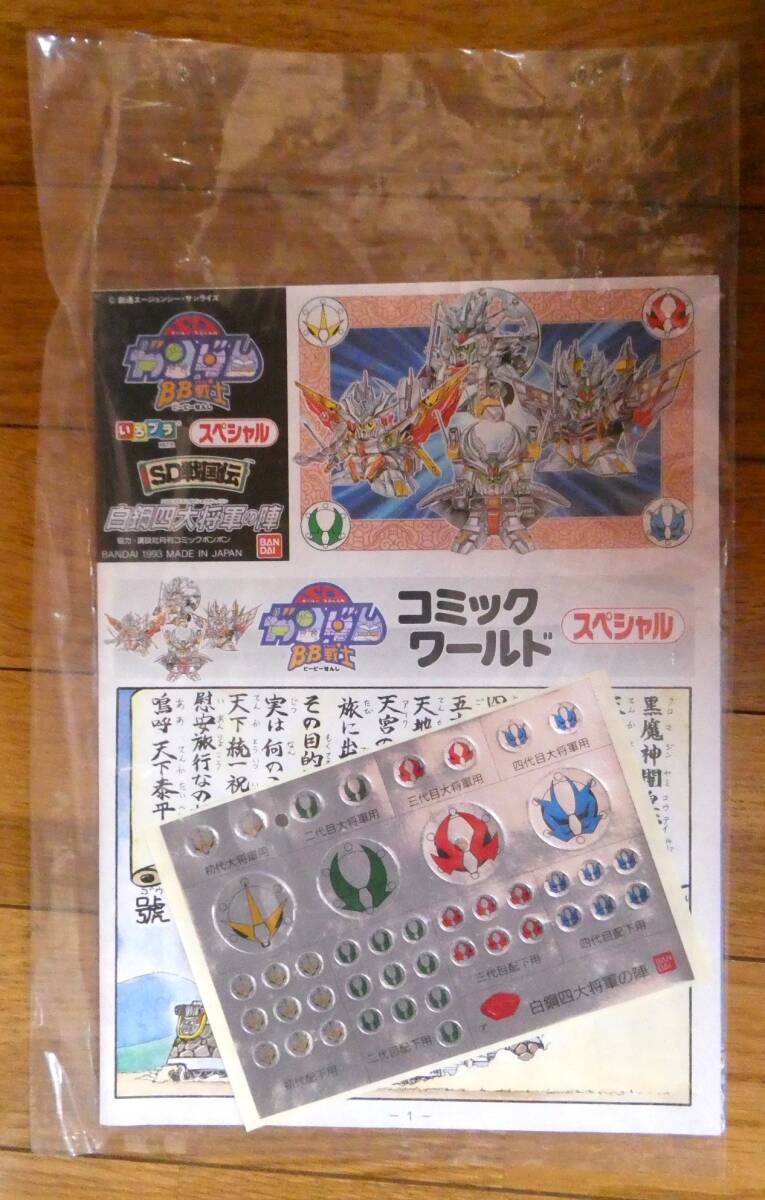 © 創通エージェンシー・サンライズ
SD
ガンダム
BB戦士
ビービーせんし
いろプラ
スペシャル
SD戦国伝
白鋼四大将軍の陣
協力・講談社月刊コミックボンボン
BANDAI 1993 MADE IN JAPAN
BAN
DAI
SD
ガンダム
BB戦士
ビービーせんし
コミック
ワールド
スペシャル
黒魔神闇
天宮の
旅に出
その目的
実は何の
天下統一祝
慰安旅行なの
嗚呼 天下泰平
號
初代大将軍用
二代目大将軍用
三代目大将軍用
四代目大将軍用
初代配下用
二代目配下用
三代目配下用
四代目配下用
ア
白鋼四大将軍の陣
BAN
DAI
- 1 -